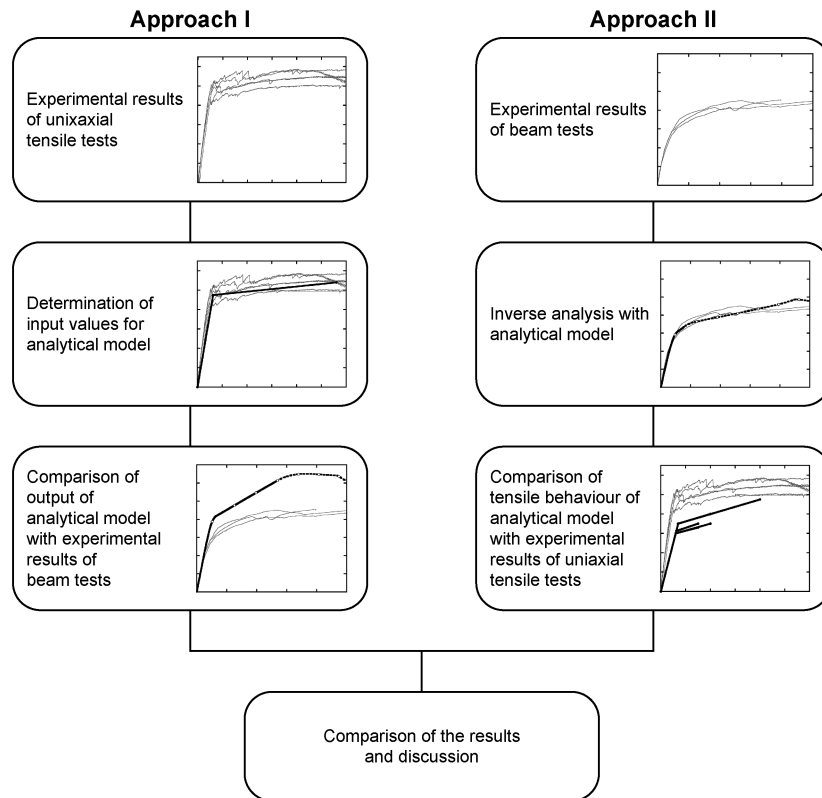 Approach I
Experimental results
of unixaxial
tensile tests
Determination of
input values for
analytical model
Comparison of
output of
analytical model
with experimental
results of
beam tests
Approach II
Experimental results
of beam tests
Inverse analysis with
analytical model
Comparison of
tensile behaviour of
analytical model
with experimental
results of uniaxial
tensile tests
Comparison of the results
and discussion